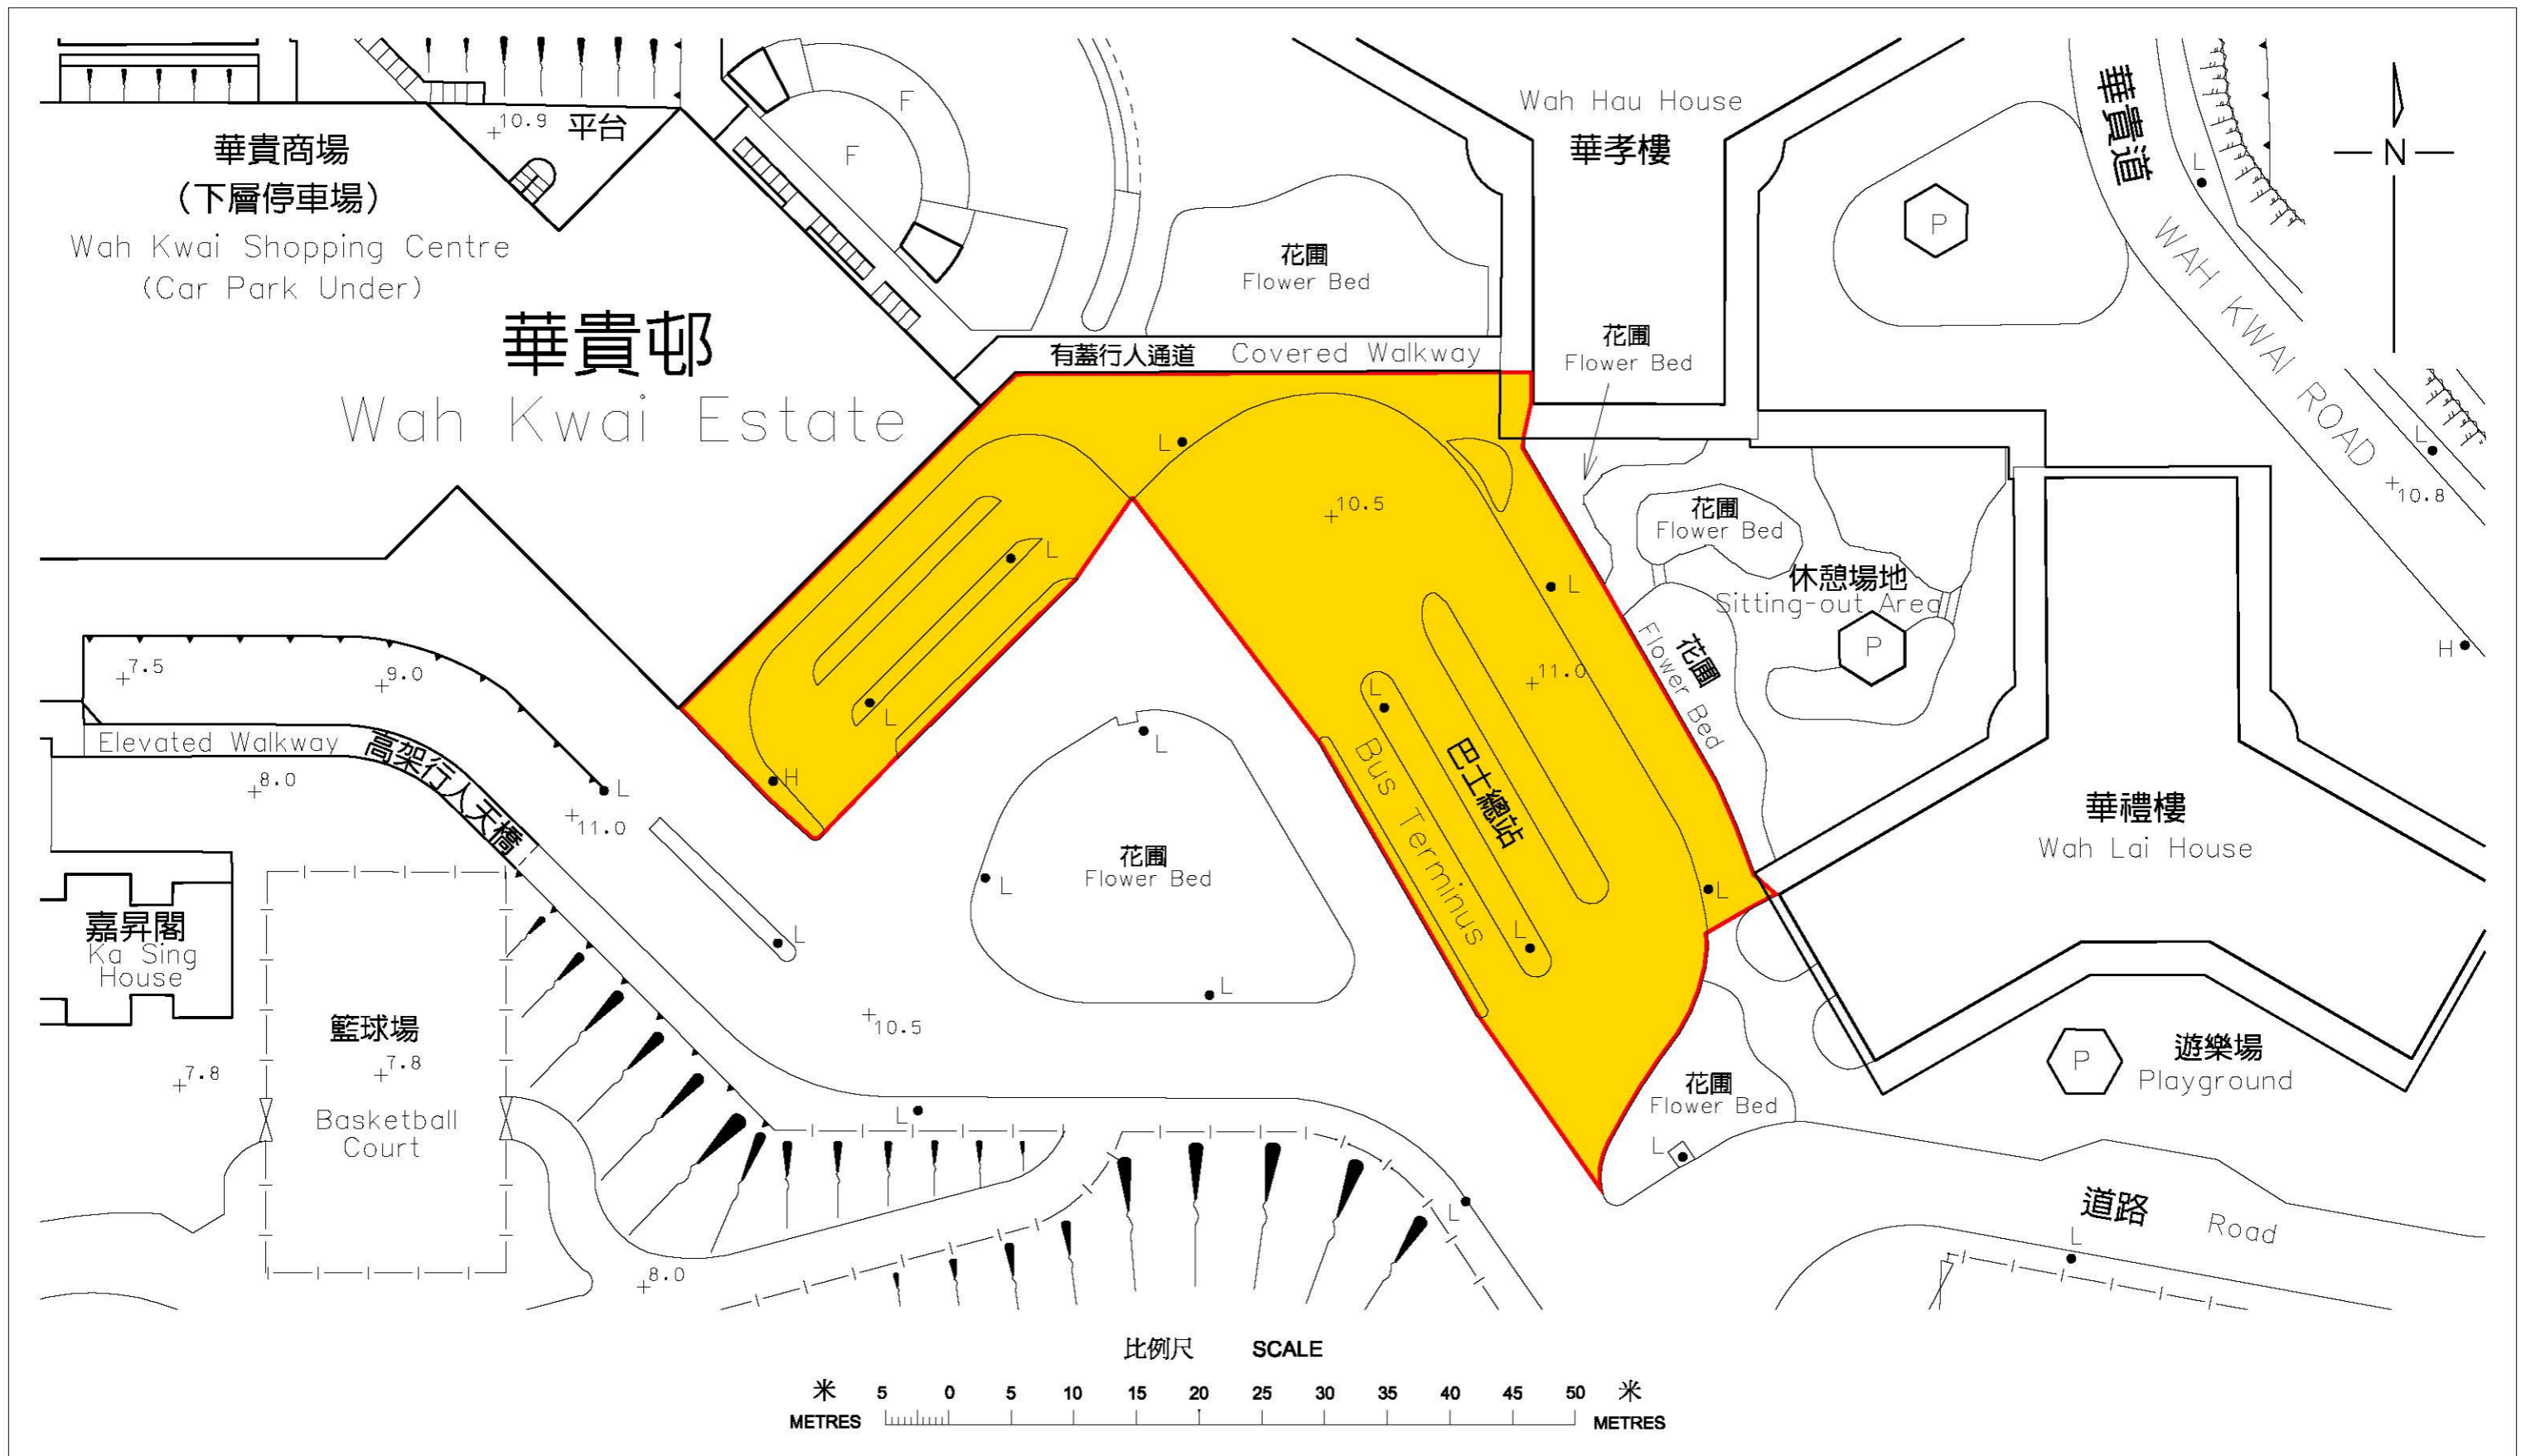 華貴商場
(下層停車場)
Wah Kwai Shopping Centre
(Car Park Under)
10.9
平台
F
F
花圃
Flower Bed
Wah Hau House
華孝樓
P
華貴道
WAH KWAI ROAD
L
N
華貴邨
Wah Kwai Estate
有蓋行人通道 Covered Walkway
花圃
Flower Bed
L
L
10.8
10.5
花圃
Flower Bed
休憩場地
Sitting-out Area
P
H
L
L
L
7.5
9.0
花圃
Flower Bed
11.0
L
巴士總站
Bus Terminus
L
L
Elevated Walkway 高架行人天橋
8.0
L
11.0
H
L
L
花圃
Flower Bed
L
L
華禮樓
Wah Lai House
嘉昇閣
Ka Sing
House
L
10.5
籃球場
7.8
7.8
Basketball
Court
L
花圃
Flower Bed
L
P
遊樂場
Playground
L
道路 Road
L
8.0
比例尺 SCALE
米 5 0 5 10 15 20 25 30 35 40 45 50 米
METRES METRES